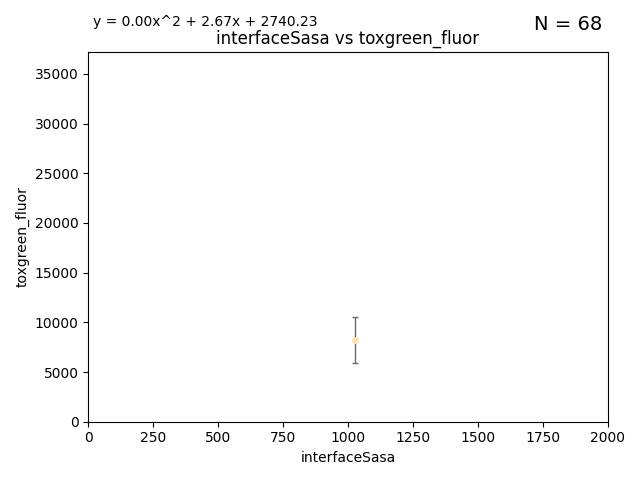 y = 0.00x^2 + 2.67x + 2740.23
N = 68
interfaceSasa vs toxgreen_fluor
35000
30000
25000
20000
15000
10000
5000
0
toxgreen_fluor
0 250 500 750 1000 1250 1500 1750 2000
interfaceSasa